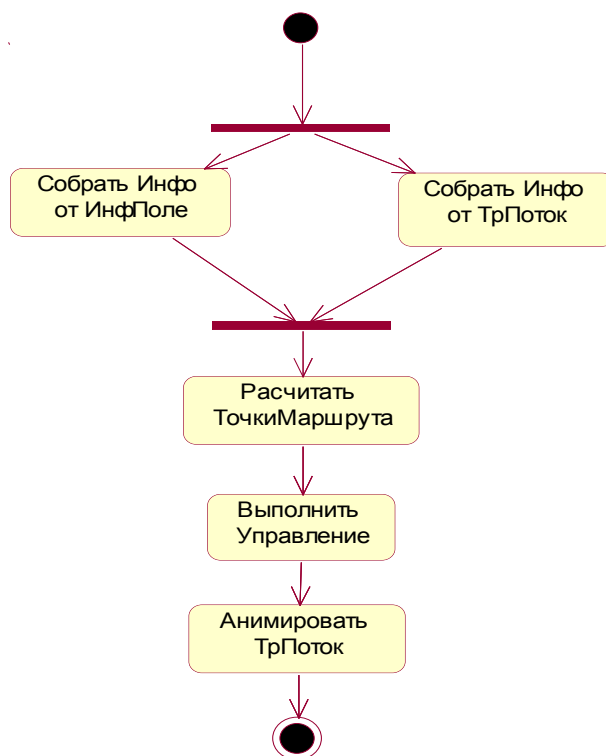 Собрать Инфо
от ИнфПоле
Собрать Инфо
от ТрПоток
Расчитать
ТочкиМаршрута
Выполнить
Управление
Анимировать
ТрПоток